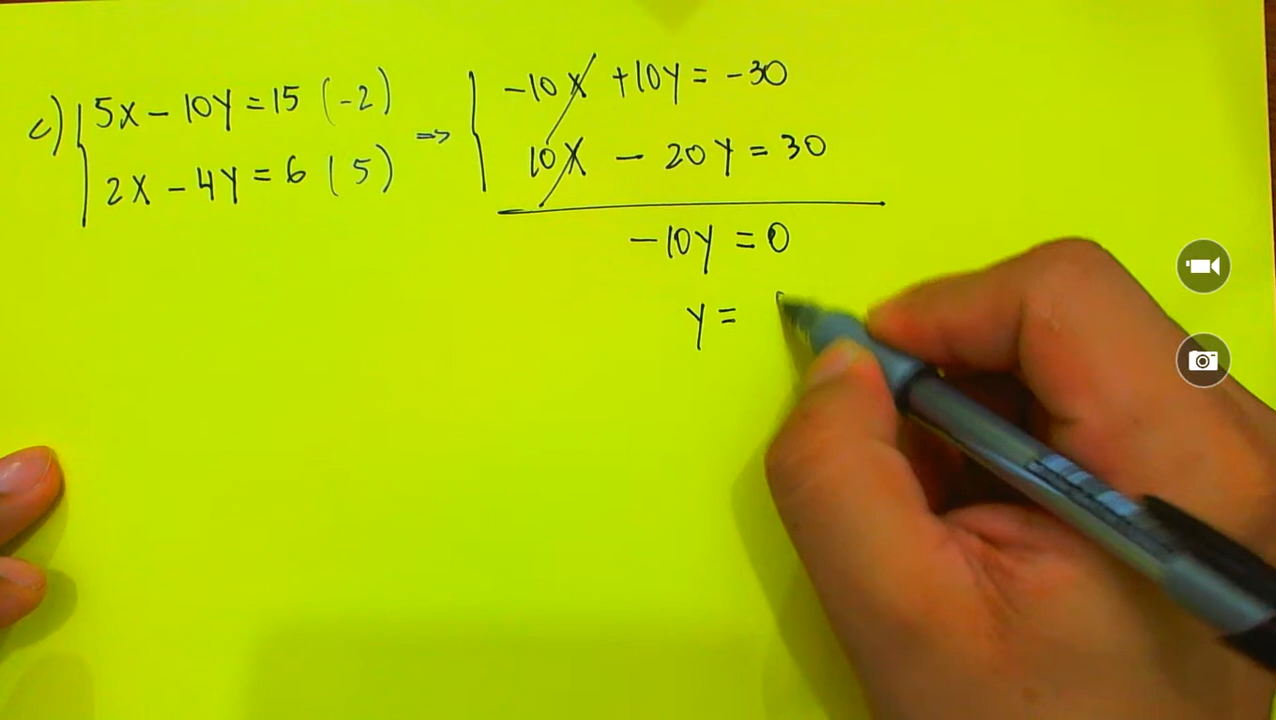 c) 5x - 10y = 15 (-2)
2x - 4y = 6 (5)
=>
-10x + 10y = -30
10x - 20y = 30
-10y = 0
y =